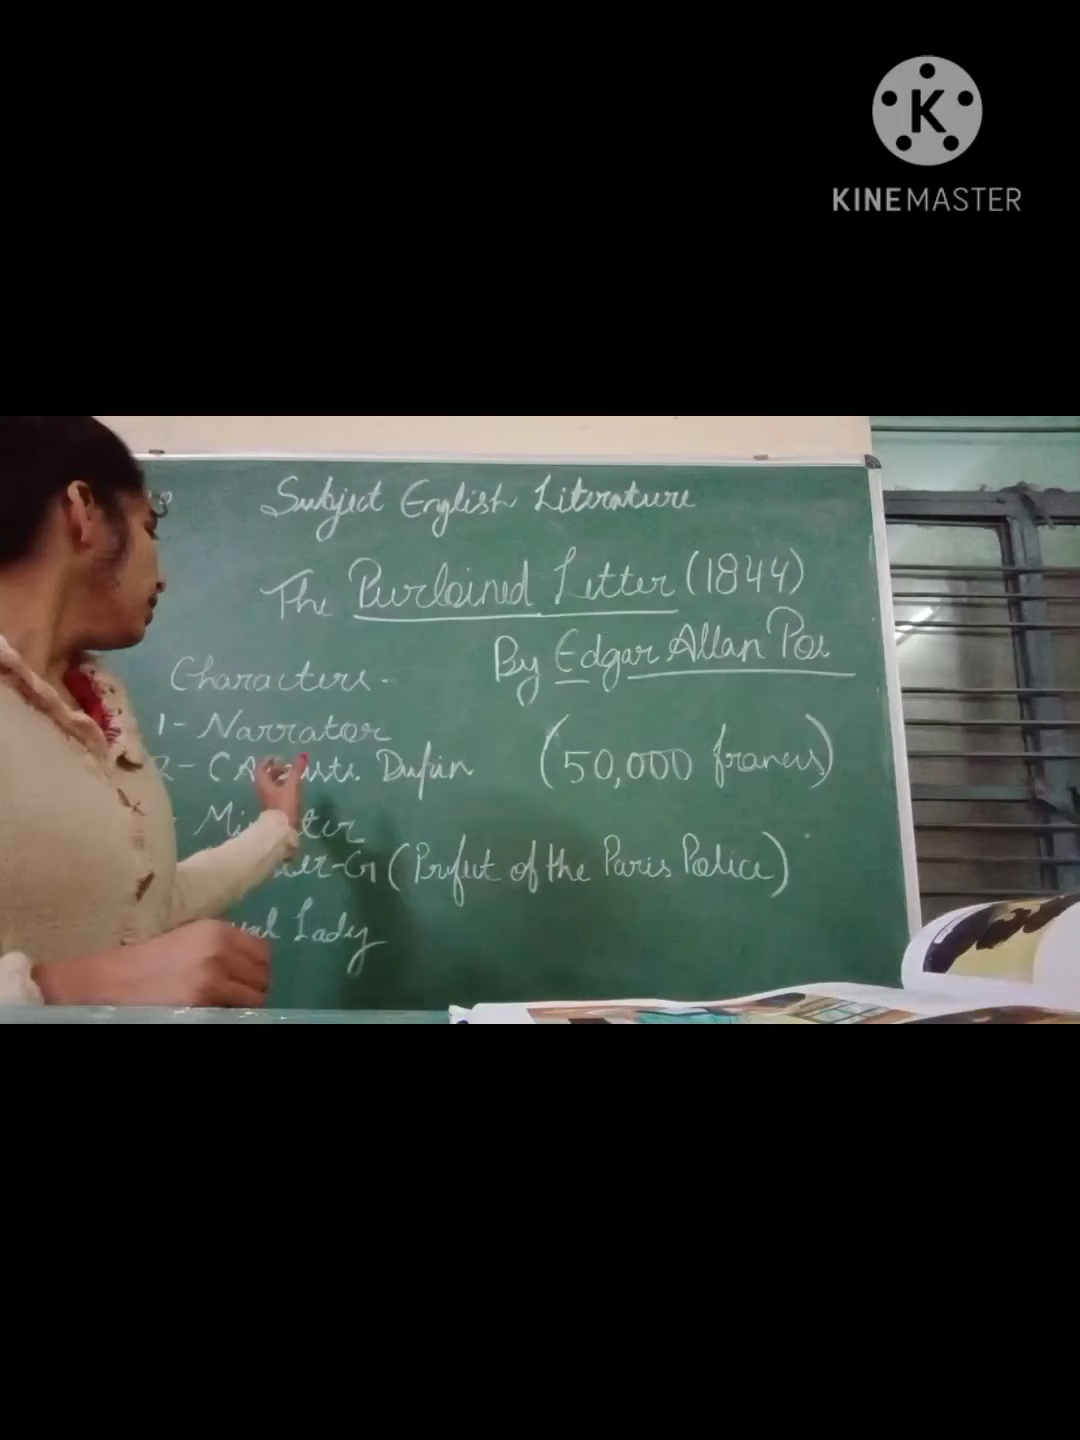 KINEMASTER
Subject English Literature
The Purloined Letter (1844)
By Edgar Allan Poe
Characters -
1- Narrator
2- C Dupin
(50,000 francs)
G (Prefect of the Paris Police)
Lady